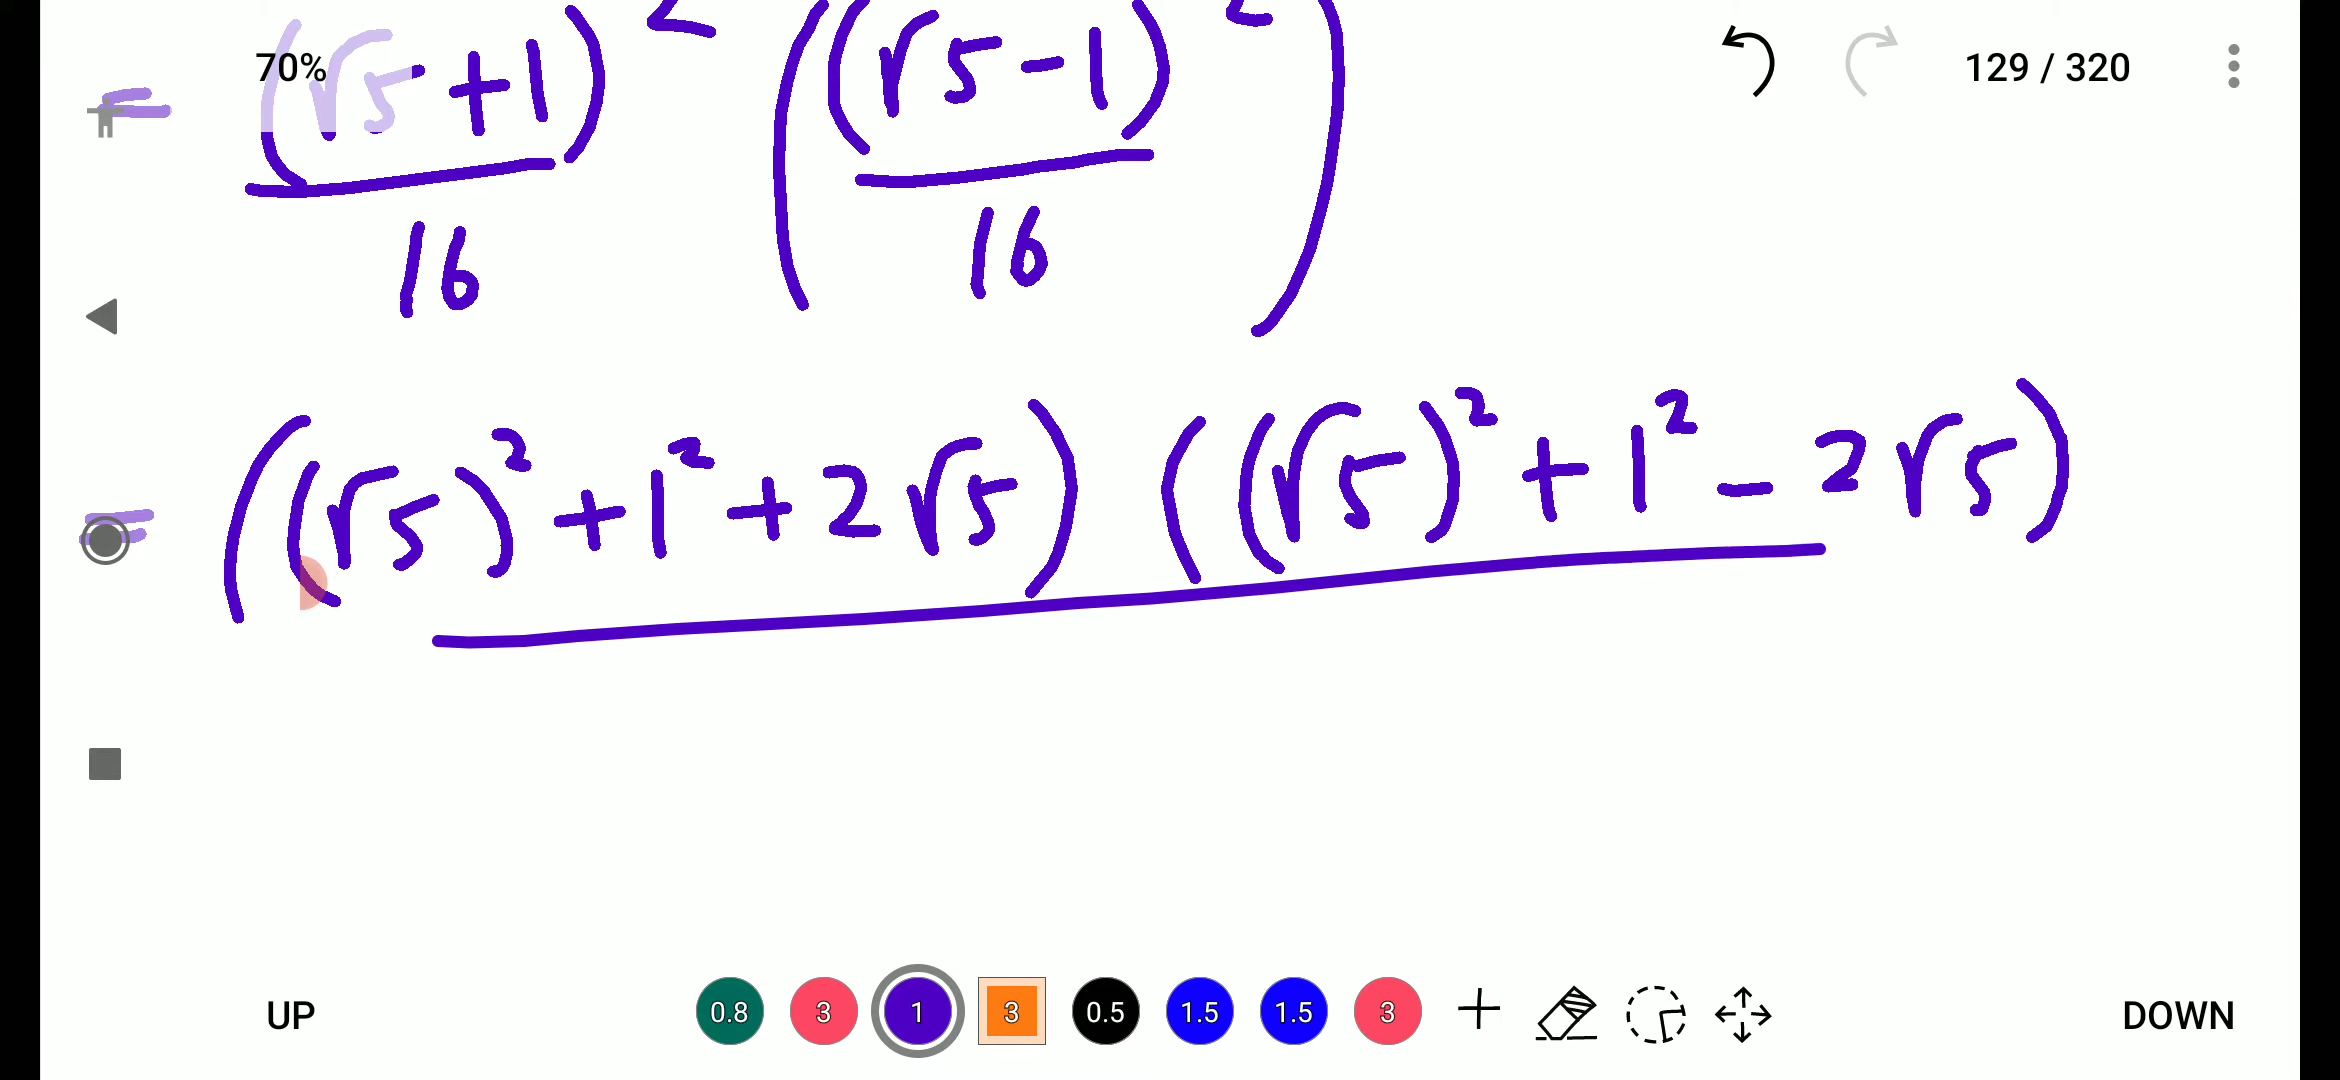 70% 129 / 320
= (√5 + 1)² / 16 ((√5 - 1)² / 16)
= ((√5)² + 1² + 2√5) ((√5)² + 1² - 2√5)
UP 0.8 3 1 3 0.5 1.5 1.5 3 DOWN